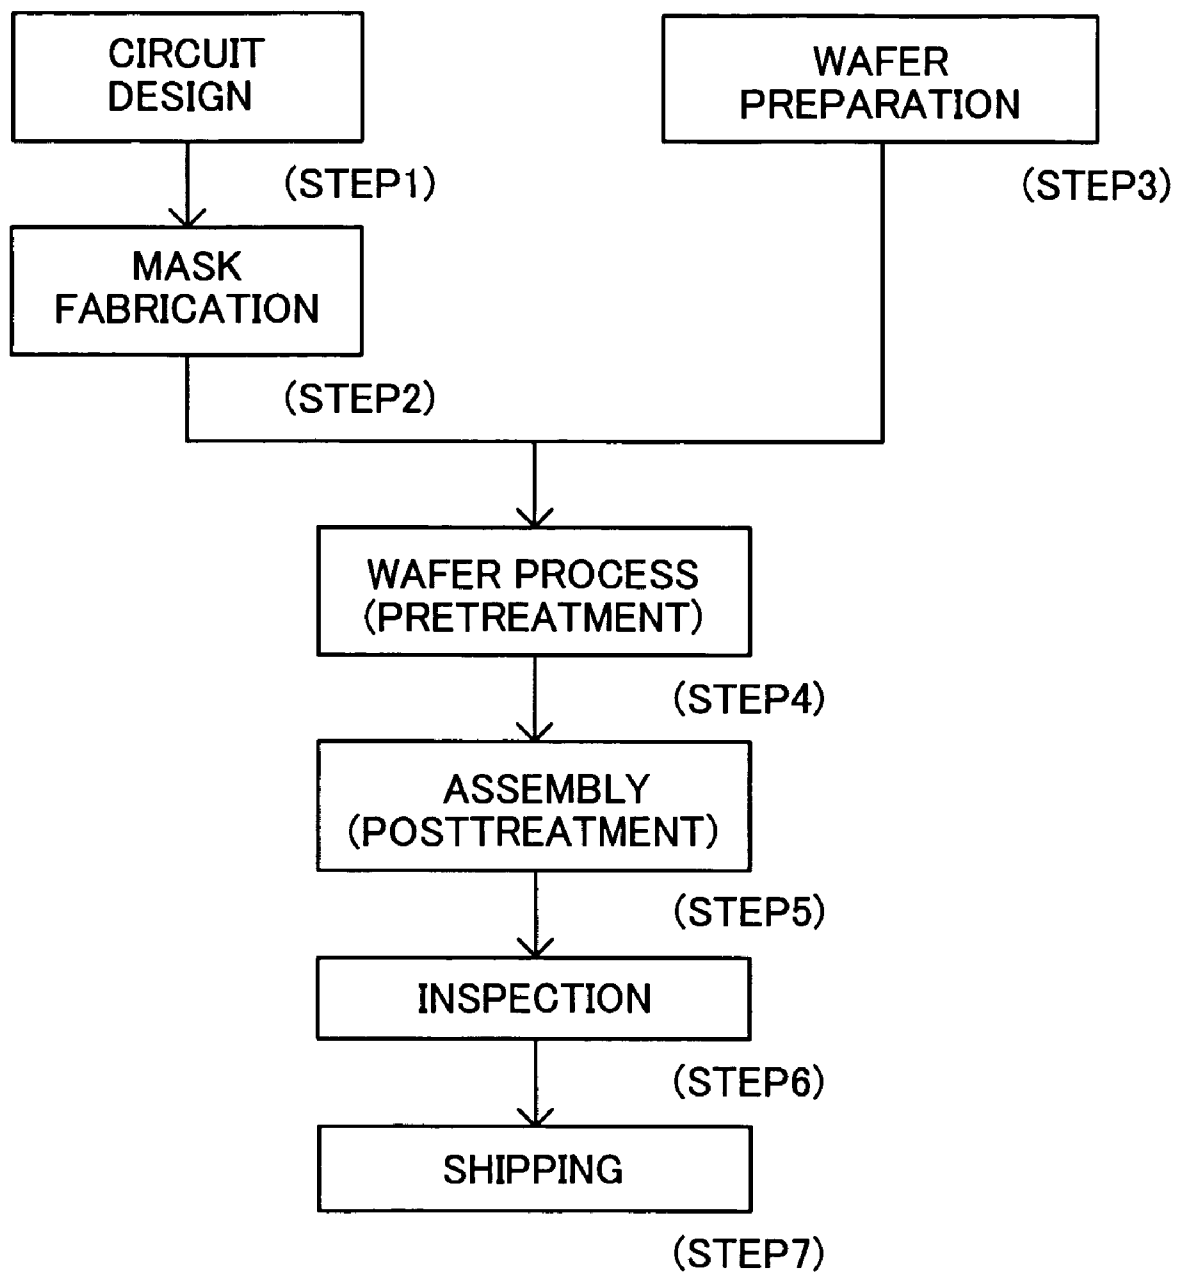 CIRCUIT
DESIGN
(STEP1)
MASK
FABRICATION
(STEP2)
WAFER
PREPARATION
(STEP3)
WAFER PROCESS
(PRETREATMENT)
(STEP4)
ASSEMBLY
(POSTTREATMENT)
(STEP5)
INSPECTION
(STEP6)
SHIPPING
(STEP7)